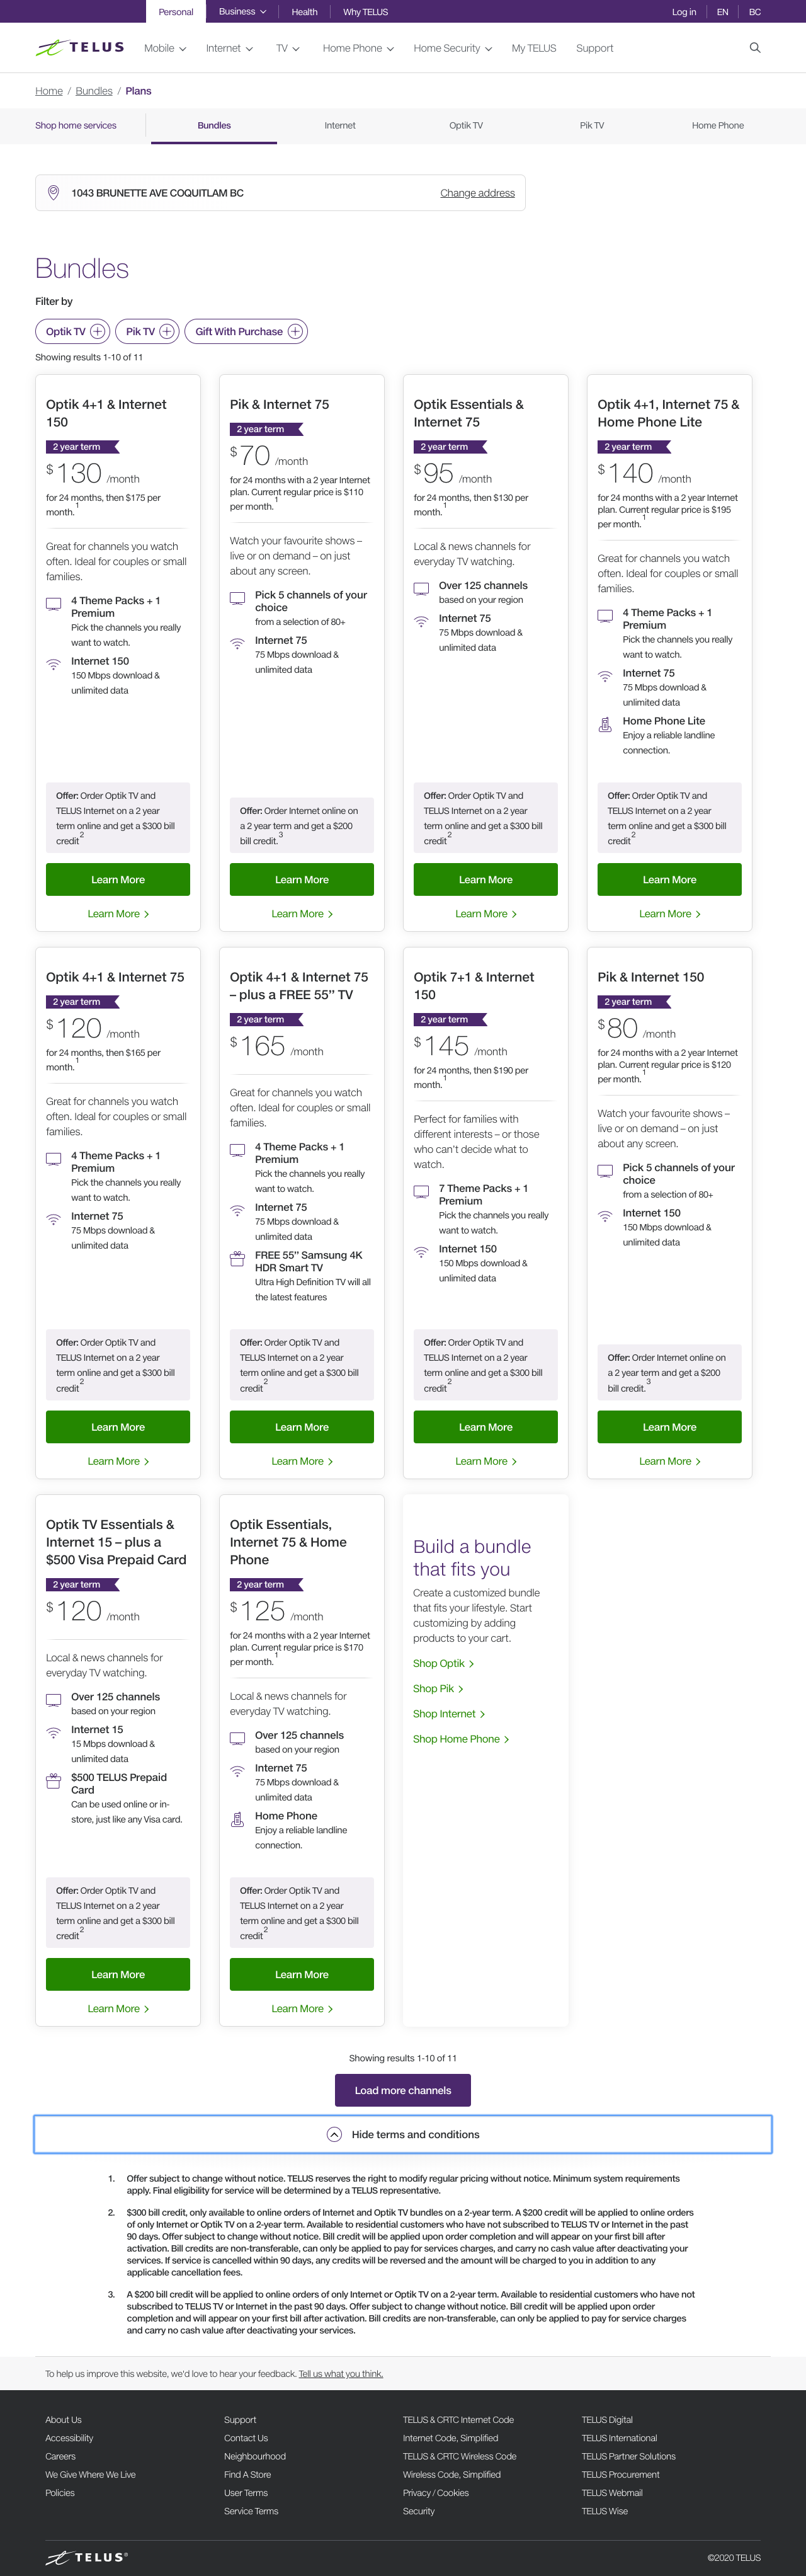 Personal
Business
Health
Why TELUS
Log in
EN
BC
TELUS
Mobile
Internet
TV
Home Phone
Home Security
My TELUS
Support
Home / Bundles / Plans
Shop home services
Bundles
Internet
Optik TV
Pik TV
Home Phone
1043 BRUNETTE AVE COQUITLAM BC
Change address
Bundles
Filter by
Optik TV
Pik TV
Gift With Purchase
Showing results 1-10 of 11
Optik 4+1 & Internet
150
2 year term
$130 /month
for 24 months, then $175 per
month.1
Great for channels you watch
often. Ideal for couples or small
families.
4 Theme Packs + 1
Premium
Pick the channels you really
want to watch.
Internet 150
150 Mbps download &
unlimited data
Offer: Order Optik TV and
TELUS Internet on a 2 year
term online and get a $300 bill
credit2
Learn More
Learn More
Pik & Internet 75
2 year term
$70 /month
for 24 months with a 2 year Internet
plan. Current regular price is $110
per month.1
Watch your favourite shows –
live or on demand – on just
about any screen.
Pick 5 channels of your
choice
from a selection of 80+
Internet 75
75 Mbps download &
unlimited data
Offer: Order Internet online on
a 2 year term and get a $200
bill credit.3
Learn More
Learn More
Optik Essentials &
Internet 75
2 year term
$95 /month
for 24 months, then $130 per
month.1
Local & news channels for
everyday TV watching.
Over 125 channels
based on your region
Internet 75
75 Mbps download &
unlimited data
Offer: Order Optik TV and
TELUS Internet on a 2 year
term online and get a $300 bill
credit2
Learn More
Learn More
Optik 4+1, Internet 75 &
Home Phone Lite
2 year term
$140 /month
for 24 months with a 2 year Internet
plan. Current regular price is $195
per month.1
Great for channels you watch
often. Ideal for couples or small
families.
4 Theme Packs + 1
Premium
Pick the channels you really
want to watch.
Internet 75
75 Mbps download &
unlimited data
Home Phone Lite
Enjoy a reliable landline
connection.
Offer: Order Optik TV and
TELUS Internet on a 2 year
term online and get a $300 bill
credit2
Learn More
Learn More
Optik 4+1 & Internet 75
2 year term
$120 /month
for 24 months, then $165 per
month.1
Great for channels you watch
often. Ideal for couples or small
families.
4 Theme Packs + 1
Premium
Pick the channels you really
want to watch.
Internet 75
75 Mbps download &
unlimited data
Offer: Order Optik TV and
TELUS Internet on a 2 year
term online and get a $300 bill
credit2
Learn More
Learn More
Optik 4+1 & Internet 75
– plus a FREE 55” TV
2 year term
$165 /month
Great for channels you watch
often. Ideal for couples or small
families.
4 Theme Packs + 1
Premium
Pick the channels you really
want to watch.
Internet 75
75 Mbps download &
unlimited data
FREE 55” Samsung 4K
HDR Smart TV
Ultra High Definition TV will all
the latest features
Offer: Order Optik TV and
TELUS Internet on a 2 year
term online and get a $300 bill
credit2
Learn More
Learn More
Optik 7+1 & Internet
150
2 year term
$145 /month
for 24 months, then $190 per
month.1
Perfect for families with
different interests – or those
who can't decide what to
watch.
7 Theme Packs + 1
Premium
Pick the channels you really
want to watch.
Internet 150
150 Mbps download &
unlimited data
Offer: Order Optik TV and
TELUS Internet on a 2 year
term online and get a $300 bill
credit2
Learn More
Learn More
Pik & Internet 150
2 year term
$80 /month
for 24 months with a 2 year Internet
plan. Current regular price is $120
per month.1
Watch your favourite shows –
live or on demand – on just
about any screen.
Pick 5 channels of your
choice
from a selection of 80+
Internet 150
150 Mbps download &
unlimited data
Offer: Order Internet online on
a 2 year term and get a $200
bill credit.3
Learn More
Learn More
Optik TV Essentials &
Internet 15 – plus a
$500 Visa Prepaid Card
2 year term
$120 /month
Local & news channels for
everyday TV watching.
Over 125 channels
based on your region
Internet 15
15 Mbps download &
unlimited data
$500 TELUS Prepaid
Card
Can be used online or in-
store, just like any Visa card.
Offer: Order Optik TV and
TELUS Internet on a 2 year
term online and get a $300 bill
credit2
Learn More
Learn More
Optik Essentials,
Internet 75 & Home
Phone
2 year term
$125 /month
for 24 months with a 2 year Internet
plan. Current regular price is $170
per month.1
Local & news channels for
everyday TV watching.
Over 125 channels
based on your region
Internet 75
75 Mbps download &
unlimited data
Home Phone
Enjoy a reliable landline
connection.
Offer: Order Optik TV and
TELUS Internet on a 2 year
term online and get a $300 bill
credit2
Learn More
Learn More
Build a bundle
that fits you
Create a customized bundle
that fits your lifestyle. Start
customizing by adding
products to your cart.
Shop Optik
Shop Pik
Shop Internet
Shop Home Phone
Showing results 1-10 of 11
Load more channels
Hide terms and conditions
1. Offer subject to change without notice. TELUS reserves the right to modify regular pricing without notice. Minimum system requirements
apply. Final eligibility for service will be determined by a TELUS representative.
2. $300 bill credit, only available to online orders of Internet and Optik TV bundles on a 2-year term. A $200 credit will be applied to online orders
of only Internet or Optik TV on a 2-year term. Available to residential customers who have not subscribed to TELUS TV or Internet in the past
90 days. Offer subject to change without notice. Bill credit will be applied upon order completion and will appear on your first bill after
activation. Bill credits are non-transferable, can only be applied to pay for services charges, and carry no cash value after deactivating your
services. If service is cancelled within 90 days, any credits will be reversed and the amount will be charged to you in addition to any
applicable cancellation fees.
3. A $200 bill credit will be applied to online orders of only Internet or Optik TV on a 2-year term. Available to residential customers who have not
subscribed to TELUS TV or Internet in the past 90 days. Offer subject to change without notice. Bill credit will be applied upon order
completion and will appear on your first bill after activation. Bill credits are non-transferable, can only be applied to pay for service charges
and carry no cash value after deactivating your services.
To help us improve this website, we'd love to hear your feedback. Tell us what you think.
About Us
Accessibility
Careers
We Give Where We Live
Policies
Support
Contact Us
Neighbourhood
Find A Store
User Terms
Service Terms
TELUS & CRTC Internet Code
Internet Code, Simplified
TELUS & CRTC Wireless Code
Wireless Code, Simplified
Privacy / Cookies
Security
TELUS Digital
TELUS International
TELUS Partner Solutions
TELUS Procurement
TELUS Webmail
TELUS Wise
TELUS®
©2020 TELUS